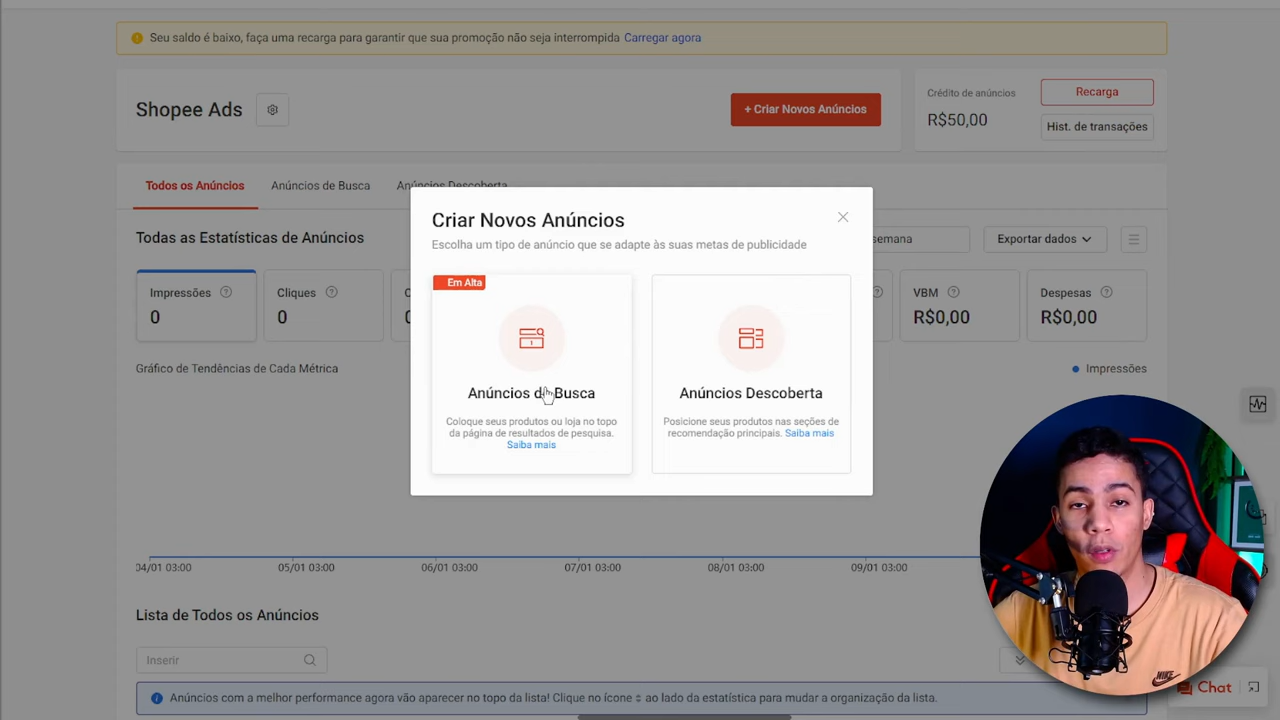 Seu saldo é baixo, faça uma recarga para garantir que sua promoção não seja interrompida Carregar agora
Shopee Ads
+ Criar Novos Anúncios
Crédito de anúncios
R$50,00
Recarga
Hist. de transações
Todos os Anúncios
Anúncios de Busca
Anúncios Descoberta
Todas as Estatísticas de Anúncios
semana
Exportar dados
Impressões
0
Cliques
0
VBM
R$0,00
Despesas
R$0,00
Gráfico de Tendências de Cada Métrica
Impressões
Criar Novos Anúncios
Escolha um tipo de anúncio que se adapte às suas metas de publicidade
Em Alta
Anúncios de Busca
Coloque seus produtos ou loja no topo
da página de resultados de pesquisa.
Saiba mais
Anúncios Descoberta
Posicione seus produtos nas seções de
recomendação principais. Saiba mais
04/01 03:00
05/01 03:00
06/01 03:00
07/01 03:00
08/01 03:00
09/01 03:00
Lista de Todos os Anúncios
Inserir
Anúncios com a melhor performance agora vão aparecer no topo da lista! Clique no ícone ao lado da estatística para mudar a organização da lista.
NIKE
Chat